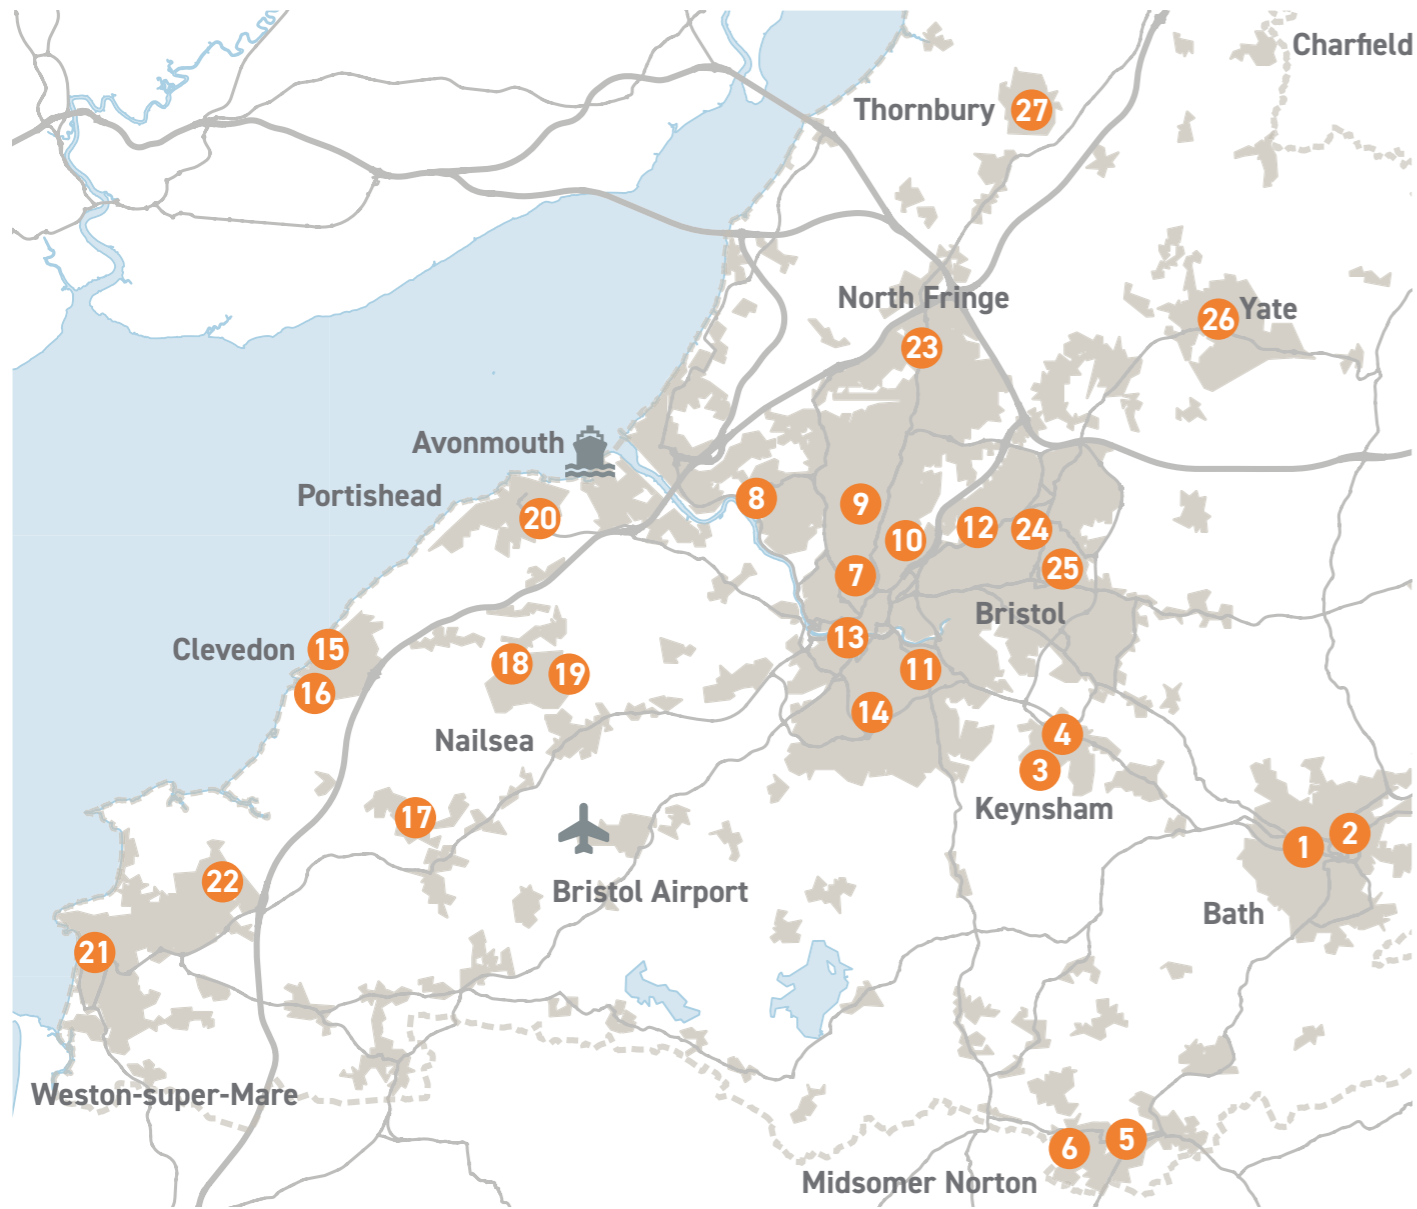 Charfield
Thornbury
27
North Fringe
26
Yate
23
Avonmouth
Portishead
8
9
20
12
24
10
25
7
Bristol
13
Clevedon
15
18
19
11
16
14
Nailsea
4
3
Keynsham
17
2
1
22
Bristol Airport
Bath
21
Weston-super-Mare
5
6
Midsomer Norton